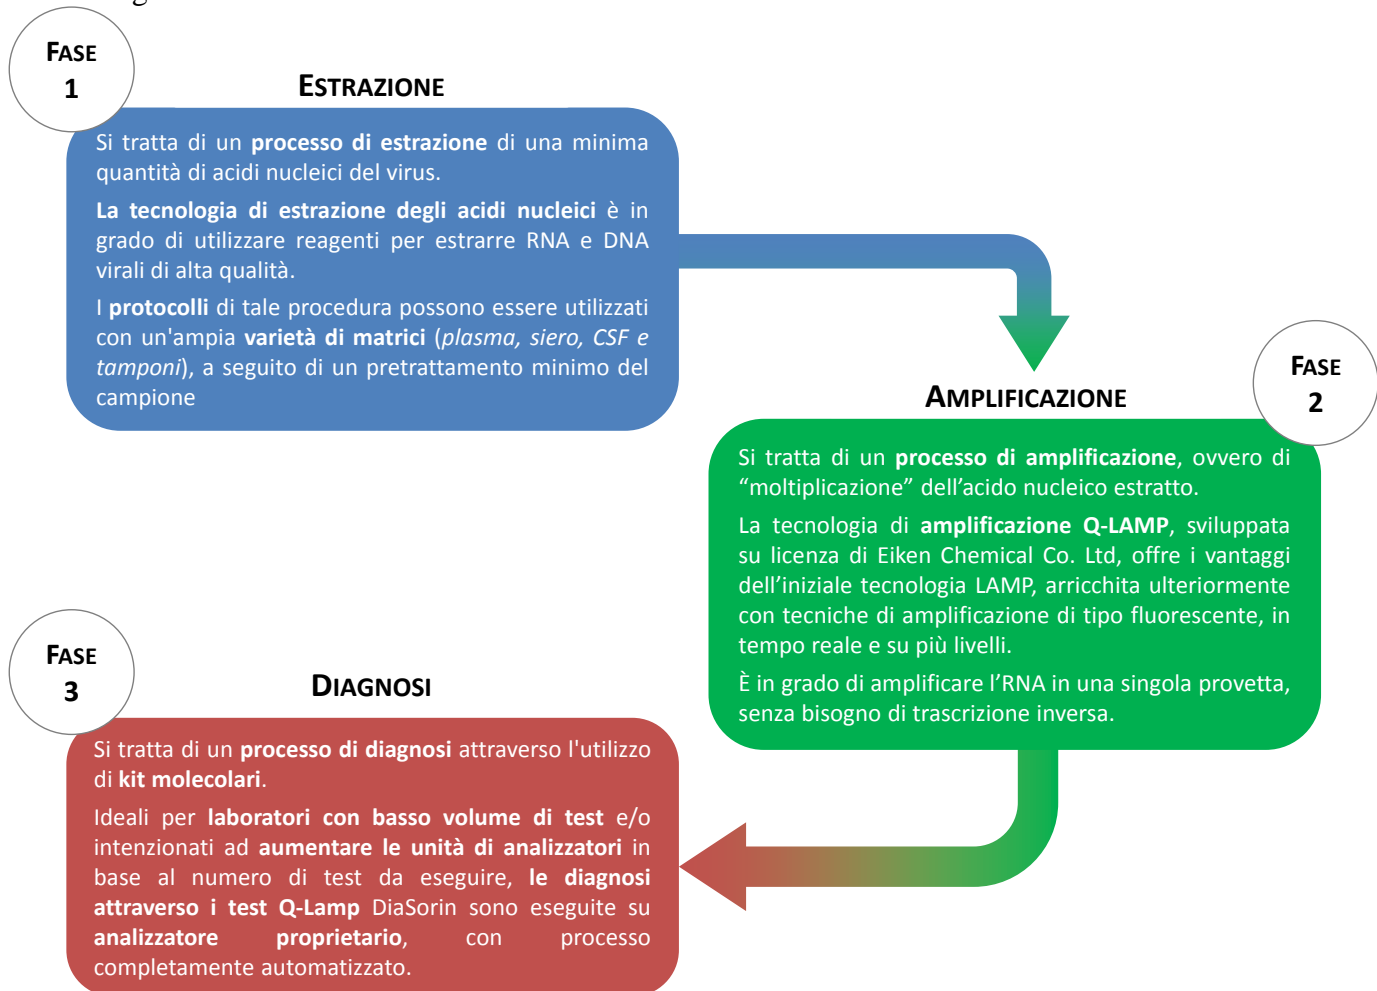 FASE
1
ESTRAZIONE
Si tratta di un processo di estrazione di una minima
quantità di acidi nucleici del virus.
La tecnologia di estrazione degli acidi nucleici è in
grado di utilizzare reagenti per estrarre RNA e DNA
virali di alta qualità.
I protocolli di tale procedura possono essere utilizzati
con un'ampia varietà di matrici (plasma, siero, CSF e
tamponi), a seguito di un pretrattamento minimo del
campione
FASE
2
AMPLIFICAZIONE
Si tratta di un processo di amplificazione, ovvero di
“moltiplicazione” dell’acido nucleico estratto.
La tecnologia di amplificazione Q-LAMP, sviluppata
su licenza di Eiken Chemical Co. Ltd, offre i vantaggi
dell’iniziale tecnologia LAMP, arricchita ulteriormente
con tecniche di amplificazione di tipo fluorescente, in
tempo reale e su più livelli.
È in grado di amplificare l’RNA in una singola provetta,
senza bisogno di trascrizione inversa.
FASE
3
DIAGNOSI
Si tratta di un processo di diagnosi attraverso l'utilizzo
di kit molecolari.
Ideali per laboratori con basso volume di test e/o
intenzionati ad aumentare le unità di analizzatori in
base al numero di test da eseguire, le diagnosi
attraverso i test Q-Lamp DiaSorin sono eseguite su
analizzatore proprietario, con processo
completamente automatizzato.